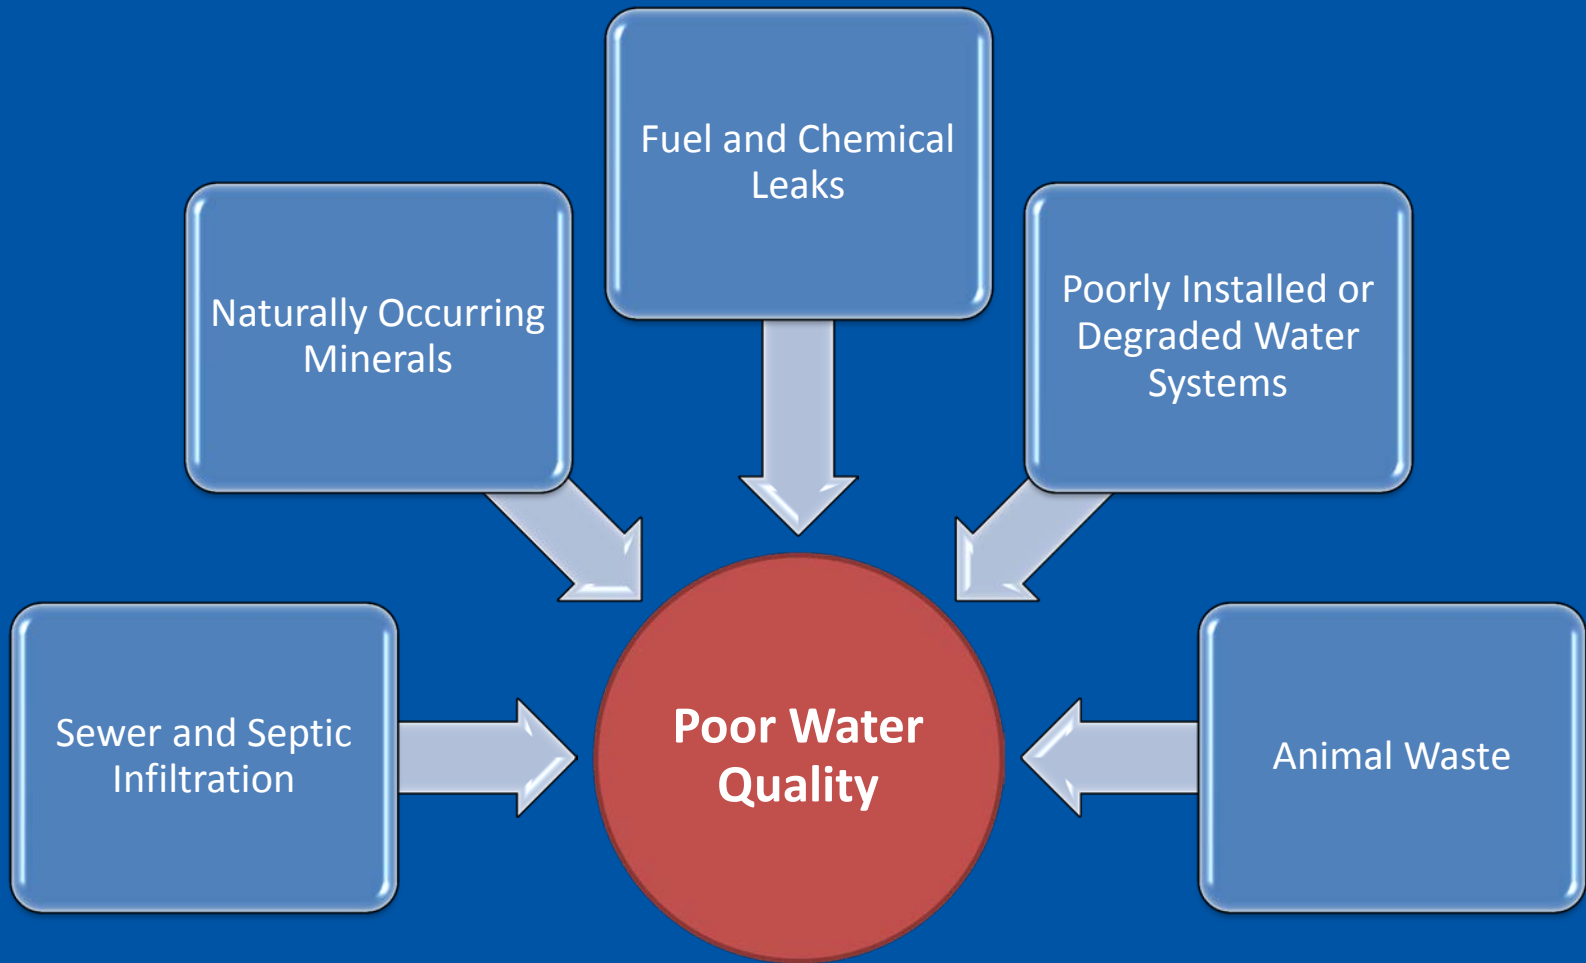 Fuel and Chemical
Leaks
Naturally Occurring
Minerals
Poorly Installed or
Degraded Water
Systems
Sewer and Septic
Infiltration
Poor Water
Quality
Animal Waste